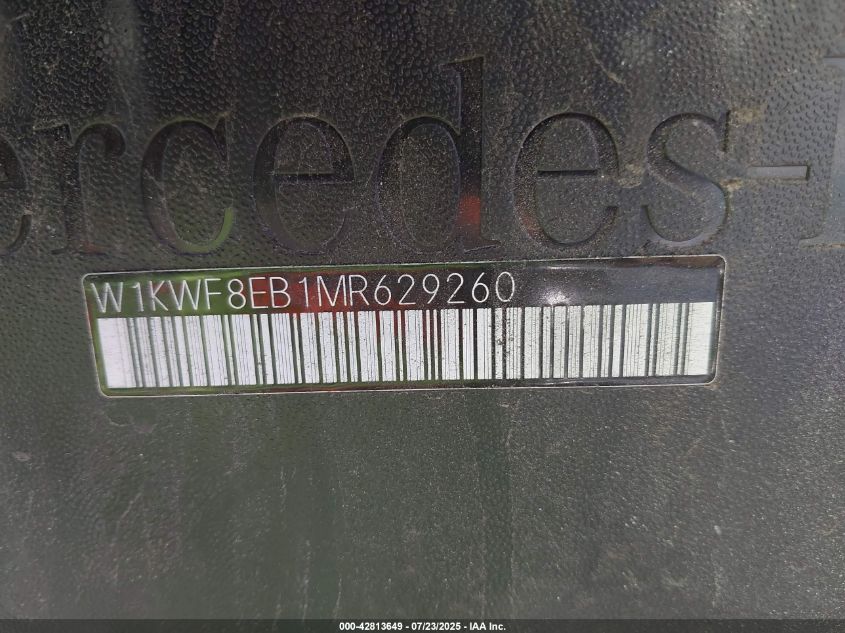 ercedes-
W1KWF8EB1MR629260
000-42813649 - 07/23/2025 - IAA Inc.